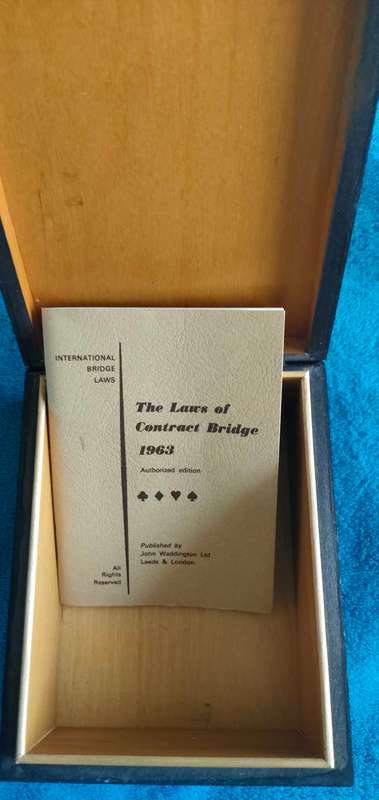 INTERNATIONAL
BRIDGE
LAWS
The Laws of
Contract Bridge
1963
Authorized edition
♣ ♦ ♥ ♠
Published by
John Waddington Ltd
Leeds & London.
All
Rights
Reserved